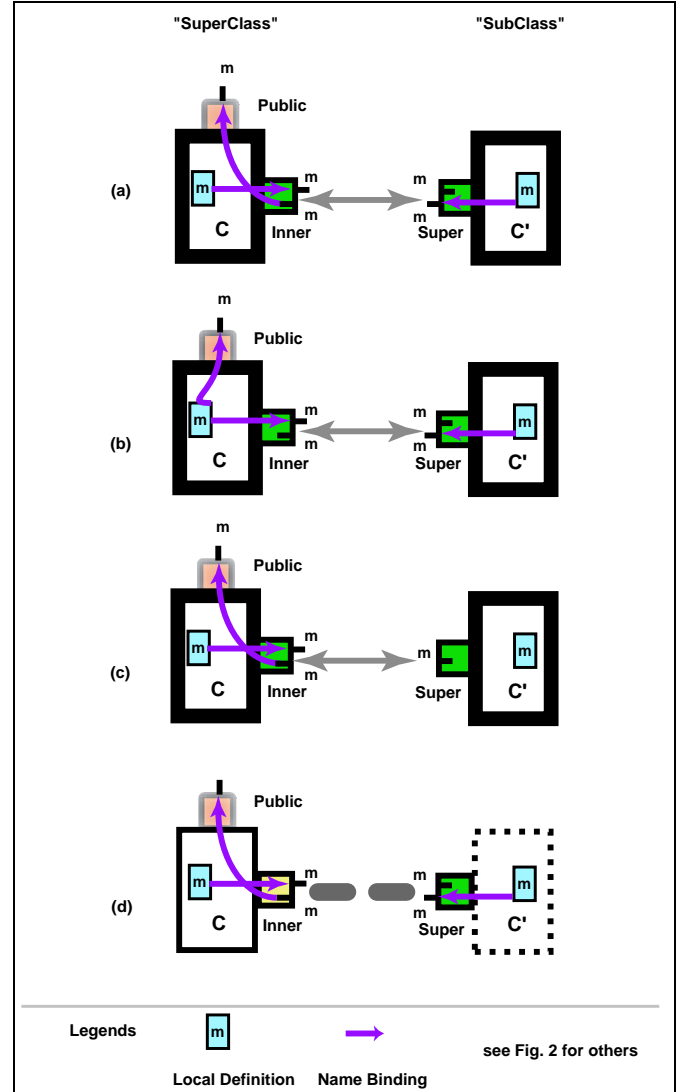 "SuperClass" "SubClass"
m
Public
m
m
m
m
(a)
m
m
C
Inner
Super
C'
m
Public
m
m
m
m
(b)
m
m
C
Inner
Super
C'
m
Public
m
m
m
m
(c)
m
C
Inner
Super
C'
m
Public
m
m
m
m
(d)
m
m
C
Inner
Super
C'
Legends
m
see Fig. 2 for others
Local Definition Name Binding